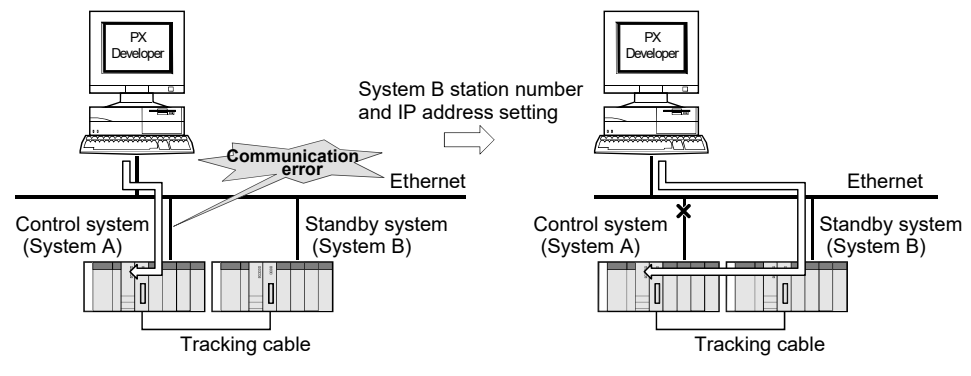 PX
Developer
Communication
error
Ethernet
Control system
(System A)
Standby system
(System B)
Tracking cable
System B station number
and IP address setting
PX
Developer
Ethernet
Control system
(System A)
Standby system
(System B)
Tracking cable